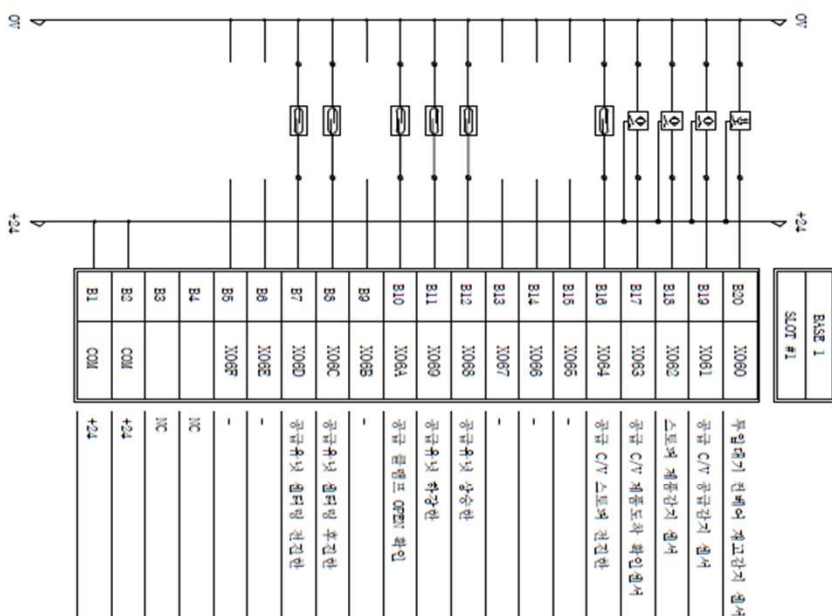 BASE 1
SLOT #1
0V
+24
0V
+24
B20 X060 투입대기 컨베어 재고감지 센서
B19 X061 공급 C/V 공급감지 센서
B18 X062 스토퍼 제품감지 센서
B17 X063 공급 C/V 제품도착 확인센서
B16 X064 공급 C/V 스토퍼 전진한
B15 X065 -
B14 X066 -
B13 X067 -
B12 X068 공급유닛 상승한
B11 X069 공급유닛 하강한
B10 X06A 공급 클램프 OPEN 확인
B9 X06B -
B8 X06C 공급유닛 센터링 후진한
B7 X06D 공급유닛 센터링 전진한
B6 X06E -
B5 X06F -
B4 NC
B3 NC
B2 COM +24
B1 COM +24